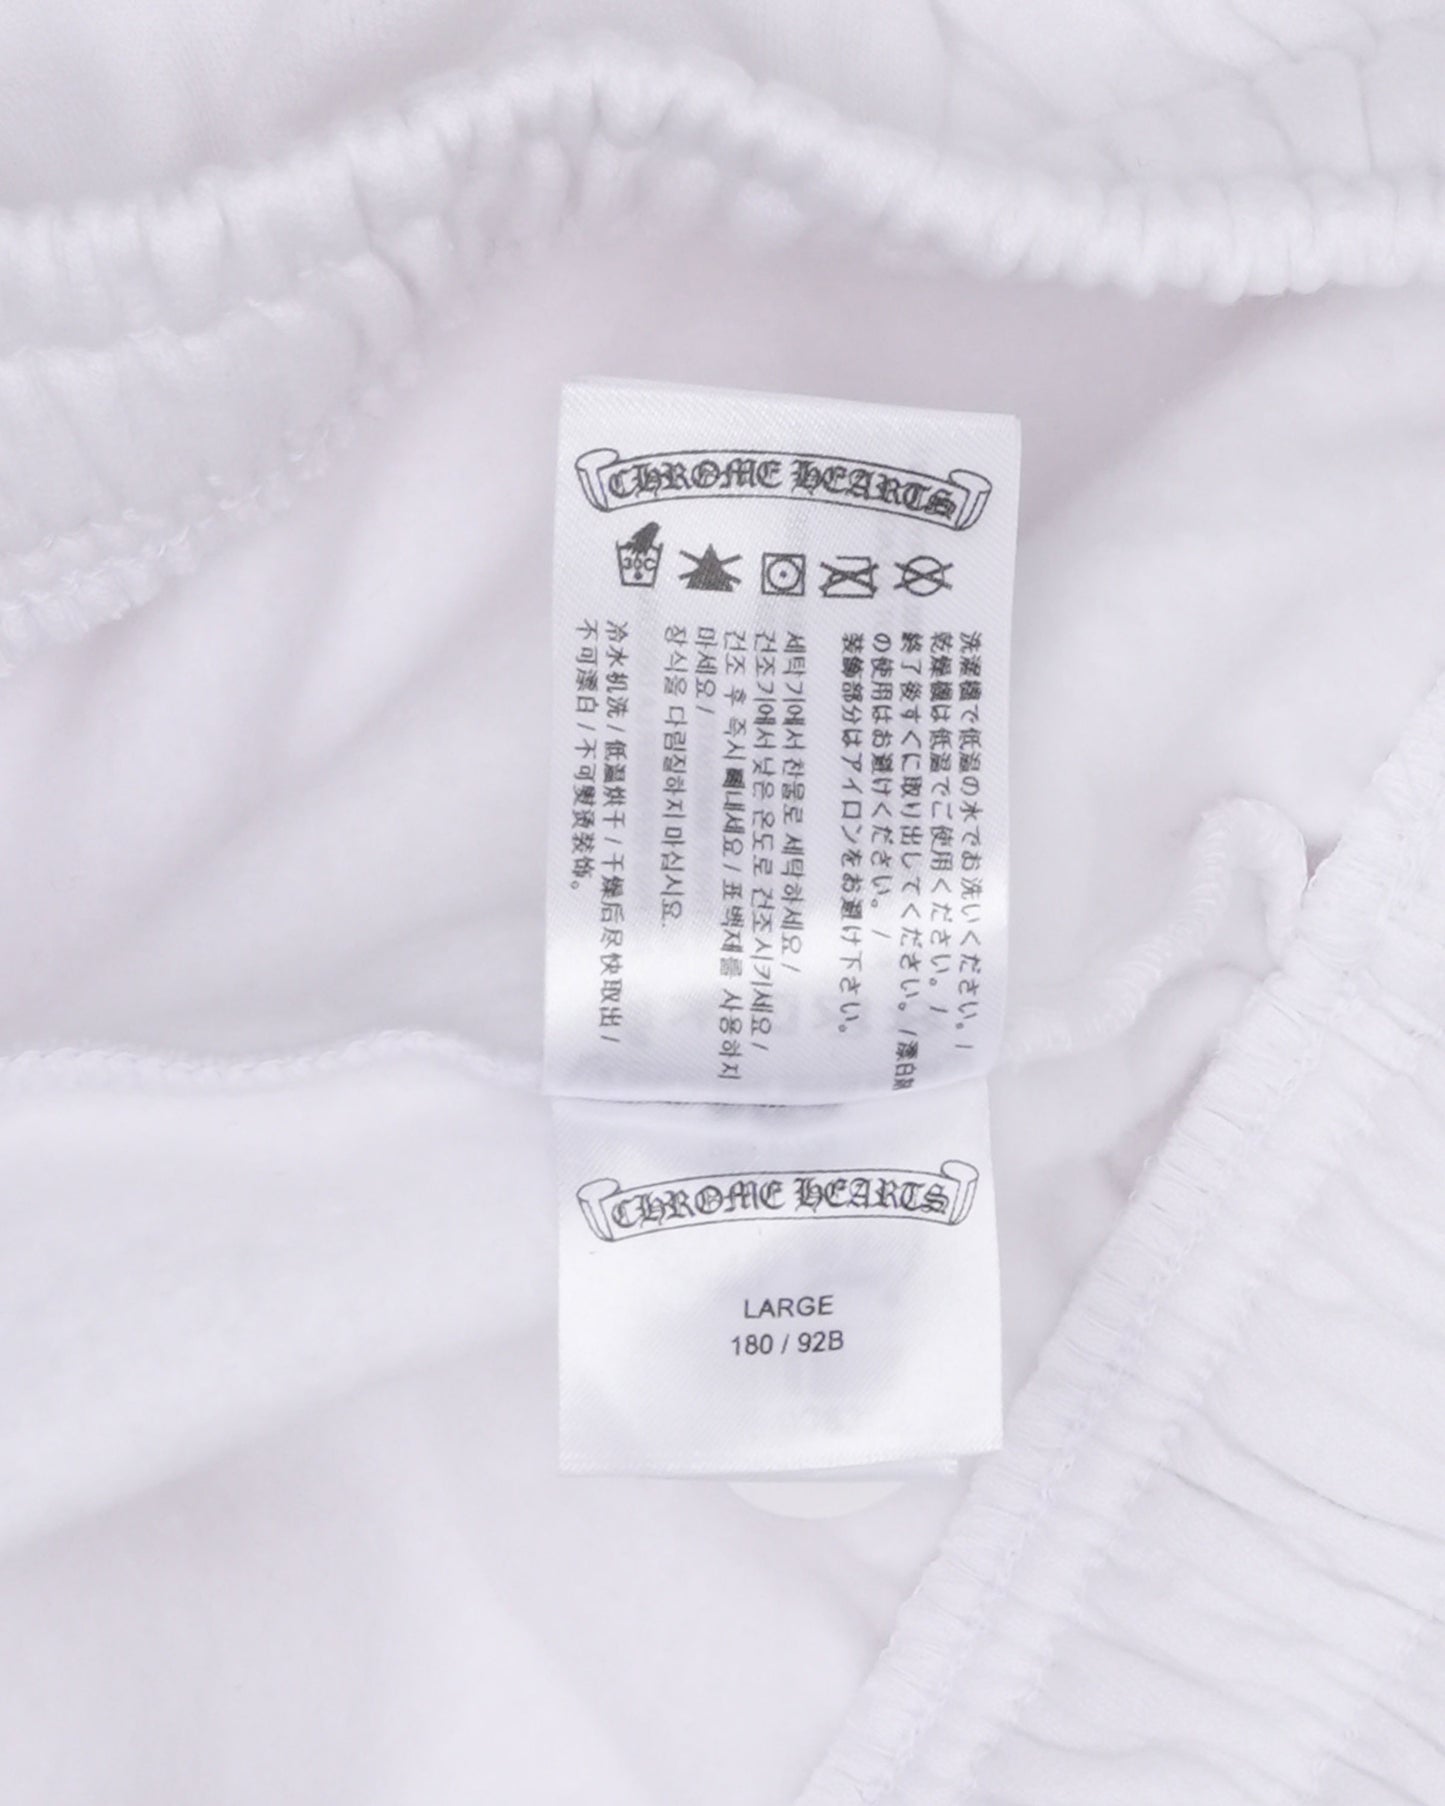 CHROME HEARTS
30C
洗濯機で低温の水でお洗いください。/
乾燥機は低温でご使用ください。/
終了後すぐに取り出してください。/漂白剤
の使用はお避けください。/
装飾部分はアイロンをお避け下さい。
세탁기에서 찬물로 세탁하세요/
건조기에서 낮은 온도로 건조시키세요/
건조 후 즉시 빼내세요/ 표백제를 사용하지
마세요/
장식을 다림질하지 마십시요.
冷水机洗/低温烘干/干燥后尽快取出/
不可漂白/不可熨烫装饰。
CHROME HEARTS
LARGE
180 / 92B